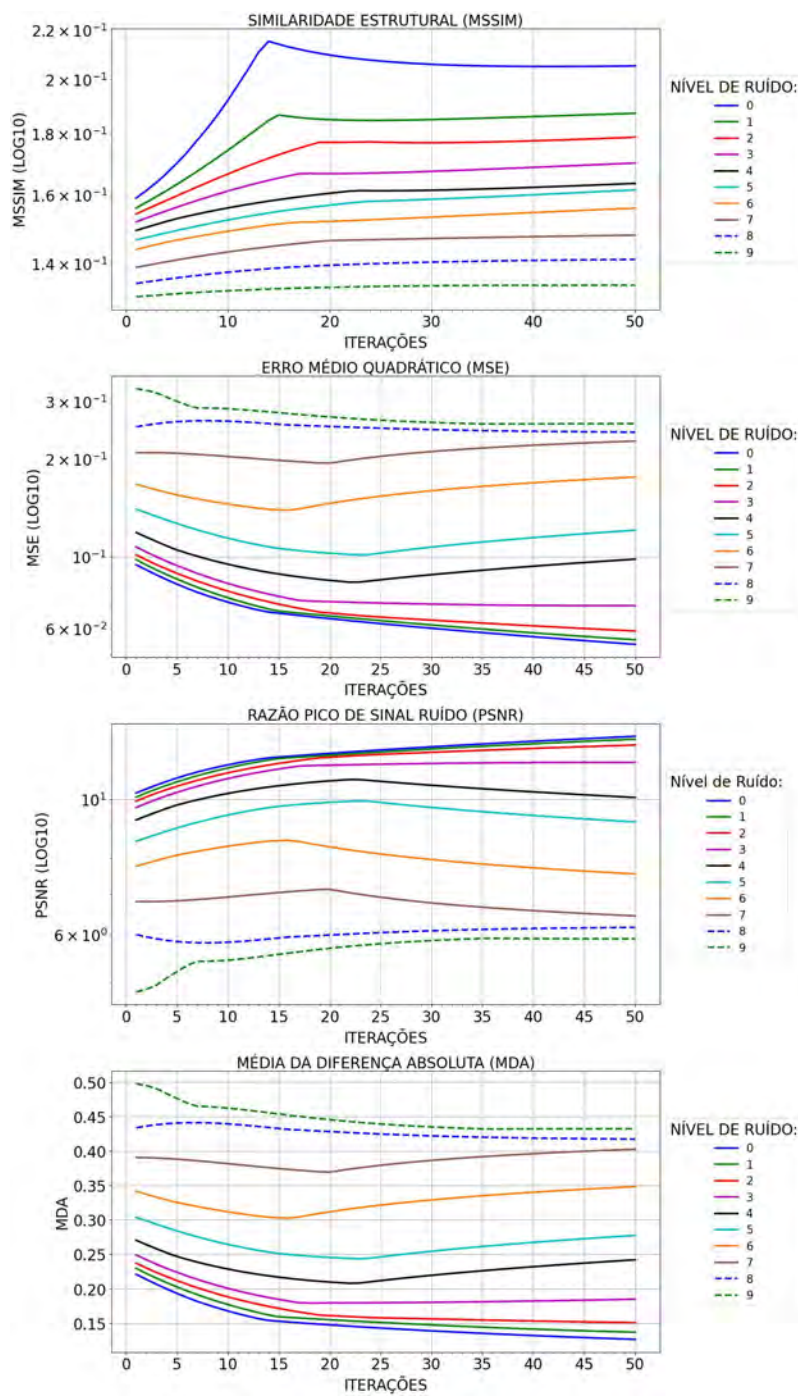 SIMILARIDADE ESTRUTURAL (MSSIM)
MSSIM (LOG10)
2.2 × 10⁻¹
2 × 10⁻¹
1.8 × 10⁻¹
1.6 × 10⁻¹
1.4 × 10⁻¹
0 10 20 30 40 50
ITERAÇÕES
NÍVEL DE RUÍDO:
0
1
2
3
4
5
6
7
8
9
ERRO MÉDIO QUADRÁTICO (MSE)
MSE (LOG10)
3 × 10⁻¹
2 × 10⁻¹
10⁻¹
6 × 10⁻²
0 5 10 15 20 25 30 35 40 45 50
ITERAÇÕES
NÍVEL DE RUÍDO:
0
1
2
3
4
5
6
7
8
9
RAZÃO PICO DE SINAL RUÍDO (PSNR)
PSNR (LOG10)
10¹
6 × 10⁰
0 5 10 15 20 25 30 35 40 45 50
ITERAÇÕES
Nível de Ruído:
0
1
2
3
4
5
6
7
8
9
MÉDIA DA DIFERENÇA ABSOLUTA (MDA)
MDA
0.50
0.45
0.40
0.35
0.30
0.25
0.20
0.15
0 5 10 15 20 25 30 35 40 45 50
ITERAÇÕES
NÍVEL DE RUÍDO:
0
1
2
3
4
5
6
7
8
9